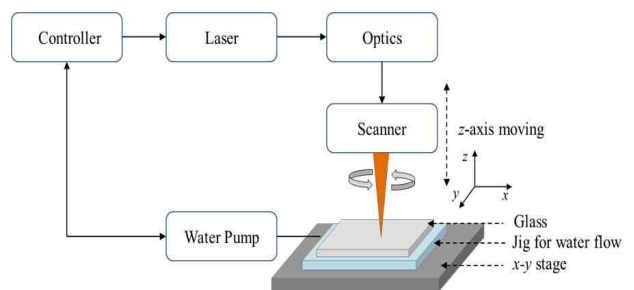 Controller
Laser
Optics
Scanner
z-axis moving
z
y
x
Water Pump
Glass
Jig for water flow
x-y stage